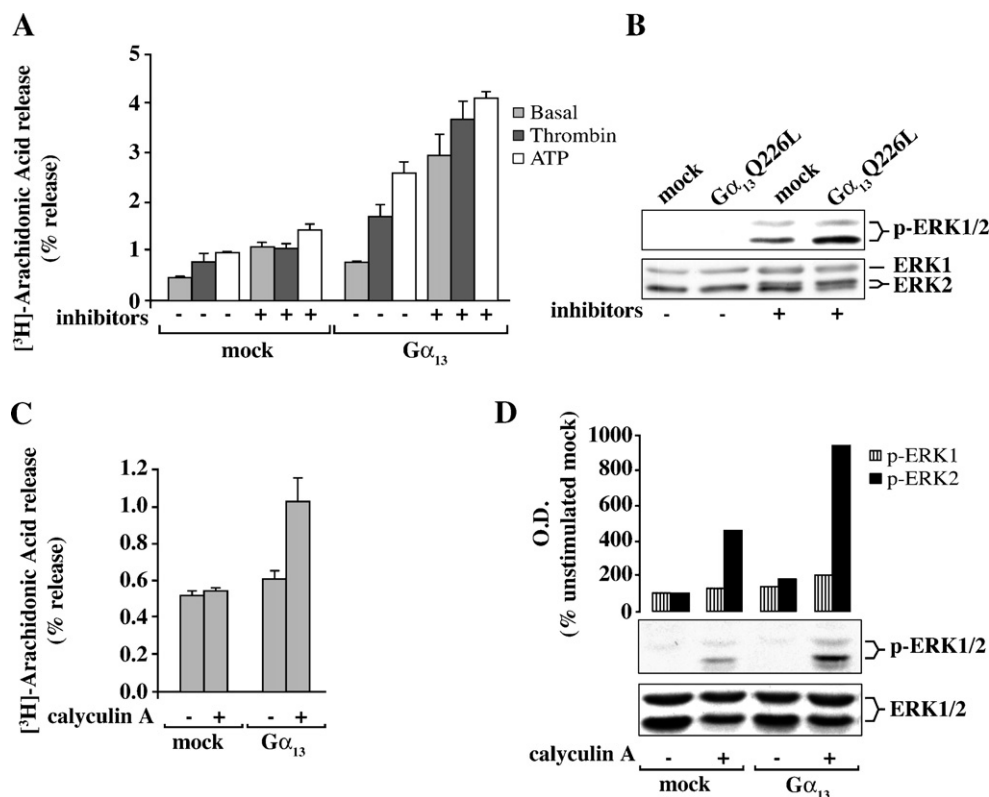 A
[³H]-Arachidonic Acid release
(% release)
5
4
3
2
1
0
Basal
Thrombin
ATP
inhibitors - - - + + + - - - + + +
mock Gα₁₃
B
mock Gα₁₃Q226L mock Gα₁₃Q226L
p-ERK1/2
ERK1
ERK2
inhibitors - - + +
C
[³H]-Arachidonic Acid release
(% release)
1.2
1.0
0.8
0.6
0.4
0.2
0.0
calyculin A - + - +
mock Gα₁₃
D
O.D.
(% unstimulated mock)
1000
800
600
400
200
0
p-ERK1
p-ERK2
p-ERK1/2
ERK1/2
calyculin A - + - +
mock Gα₁₃